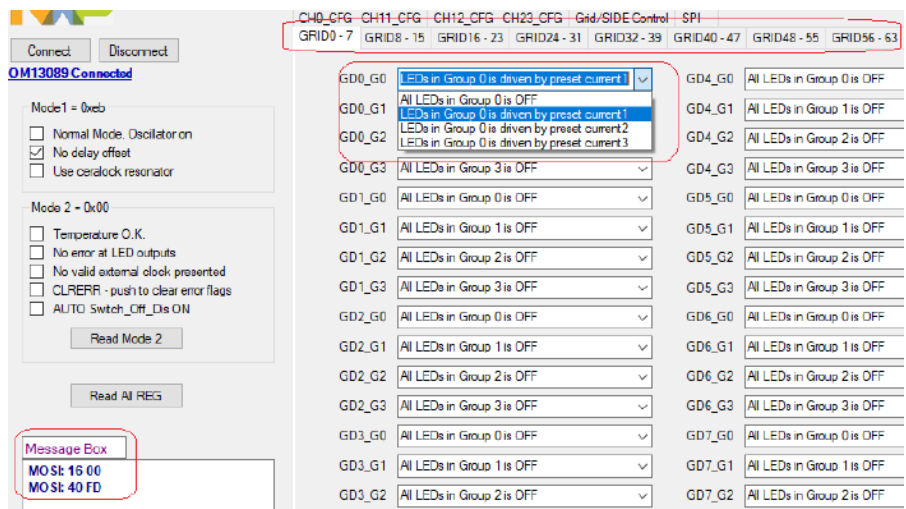 CH0_CFG CH11_CFG CH12_CFG CH23_CFG Grid/SIDE Control SPI
GRID0 - 7 GRID8 - 15 GRID16 - 23 GRID24 - 31 GRID32 - 39 GRID40 - 47 GRID48 - 55 GRID56 - 63
Connect Disconnect
OM13089 Connected
Mode1 = 0xeb
Normal Mode, Oscillator on
No delay offset
Use ceralock resonator
Mode 2 = 0x00
Temperature O.K.
No error at LED outputs
No valid external clock presented
CLRERR - push to clear error flags
AUTO Switch_Off_Dis ON
Read Mode 2
Read All REG
Message Box
MOSI: 16 00
MOSI: 40 FD
GD0_G0 LEDs in Group 0 is driven by preset current1
All LEDs in Group 0 is OFF
LEDs in Group 0 is driven by preset current1
LEDs in Group 0 is driven by preset current2
LEDs in Group 0 is driven by preset current3
GD0_G1
GD0_G2
GD0_G3 All LEDs in Group 3 is OFF
GD1_G0 All LEDs in Group 0 is OFF
GD1_G1 All LEDs in Group 1 is OFF
GD1_G2 All LEDs in Group 2 is OFF
GD1_G3 All LEDs in Group 3 is OFF
GD2_G0 All LEDs in Group 0 is OFF
GD2_G1 All LEDs in Group 1 is OFF
GD2_G2 All LEDs in Group 2 is OFF
GD2_G3 All LEDs in Group 3 is OFF
GD3_G0 All LEDs in Group 0 is OFF
GD3_G1 All LEDs in Group 1 is OFF
GD3_G2 All LEDs in Group 2 is OFF
GD4_G0 All LEDs in Group 0 is OFF
GD4_G1 All LEDs in Group 1 is OFF
GD4_G2 All LEDs in Group 2 is OFF
GD4_G3 All LEDs in Group 3 is OFF
GD5_G0 All LEDs in Group 0 is OFF
GD5_G1 All LEDs in Group 1 is OFF
GD5_G2 All LEDs in Group 2 is OFF
GD5_G3 All LEDs in Group 3 is OFF
GD6_G0 All LEDs in Group 0 is OFF
GD6_G1 All LEDs in Group 1 is OFF
GD6_G2 All LEDs in Group 2 is OFF
GD6_G3 All LEDs in Group 3 is OFF
GD7_G0 All LEDs in Group 0 is OFF
GD7_G1 All LEDs in Group 1 is OFF
GD7_G2 All LEDs in Group 2 is OFF